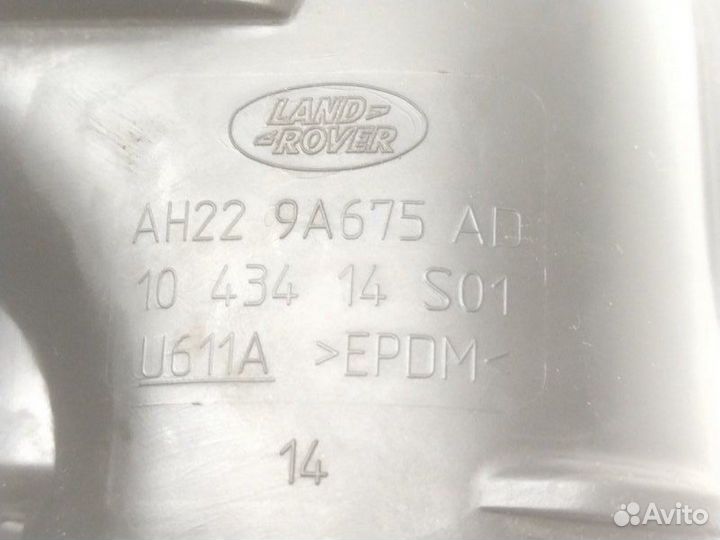 LAND
ROVER
AH22 9A675 AD
10 434 14 S01
U611A >EPDM<
14
Avito